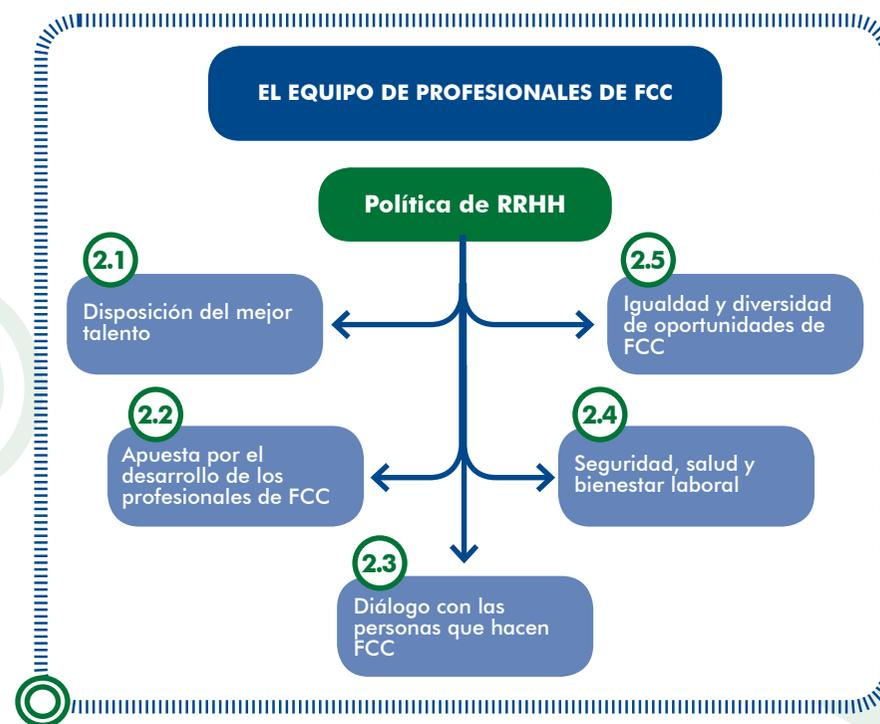 EL EQUIPO DE PROFESIONALES DE FCC
Política de RRHH
2.1
Disposición del mejor
talento
2.5
Igualdad y diversidad
de oportunidades de
FCC
2.2
Apuesta por el
desarrollo de los
profesionales de FCC
2.4
Seguridad, salud y
bienestar laboral
2.3
Diálogo con las
personas que hacen
FCC